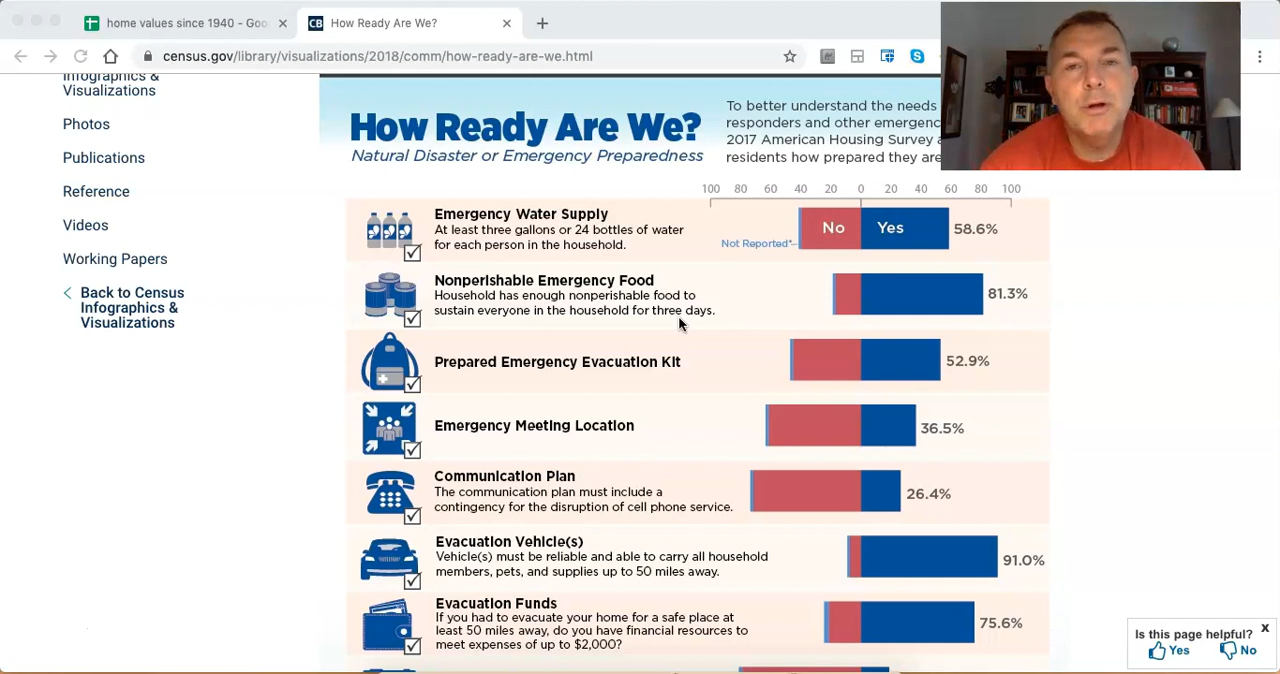 home values since 1940 - Goo
CB How Ready Are We?
census.gov/library/visualizations/2018/comm/how-ready-are-we.html
Infographics &
Visualizations
Photos
Publications
Reference
Videos
Working Papers
Back to Census
Infographics &
Visualizations
How Ready Are We?
Natural Disaster or Emergency Preparedness
To better understand the needs
responders and other emergenc
2017 American Housing Survey a
residents how prepared they are
100 80 60 40 20 0 20 40 60 80 100
Emergency Water Supply
At least three gallons or 24 bottles of water
for each person in the household.
Not Reported*
No Yes 58.6%
Nonperishable Emergency Food
Household has enough nonperishable food to
sustain everyone in the household for three days.
81.3%
Prepared Emergency Evacuation Kit
52.9%
Emergency Meeting Location
36.5%
Communication Plan
The communication plan must include a
contingency for the disruption of cell phone service.
26.4%
Evacuation Vehicle(s)
Vehicle(s) must be reliable and able to carry all household
members, pets, and supplies up to 50 miles away.
91.0%
Evacuation Funds
If you had to evacuate your home for a safe place at
least 50 miles away, do you have financial resources to
meet expenses of up to $2,000?
75.6%
Is this page helpful? X
Yes No